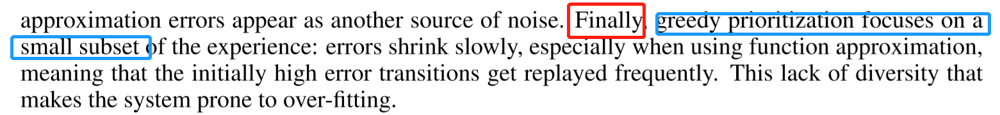 approximation errors appear as another source of noise. Finally, greedy prioritization focuses on a
small subset of the experience: errors shrink slowly, especially when using function approximation,
meaning that the initially high error transitions get replayed frequently. This lack of diversity that
makes the system prone to over-fitting.